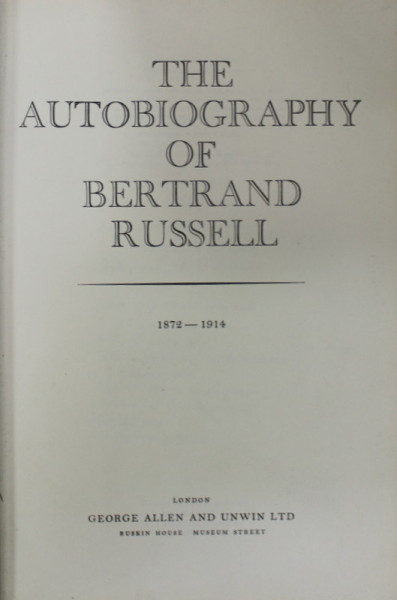 THE
AUTOBIOGRAPHY
OF
BERTRAND
RUSSELL
1872 — 1914
LONDON
GEORGE ALLEN AND UNWIN LTD
RUSKIN HOUSE MUSEUM STREET